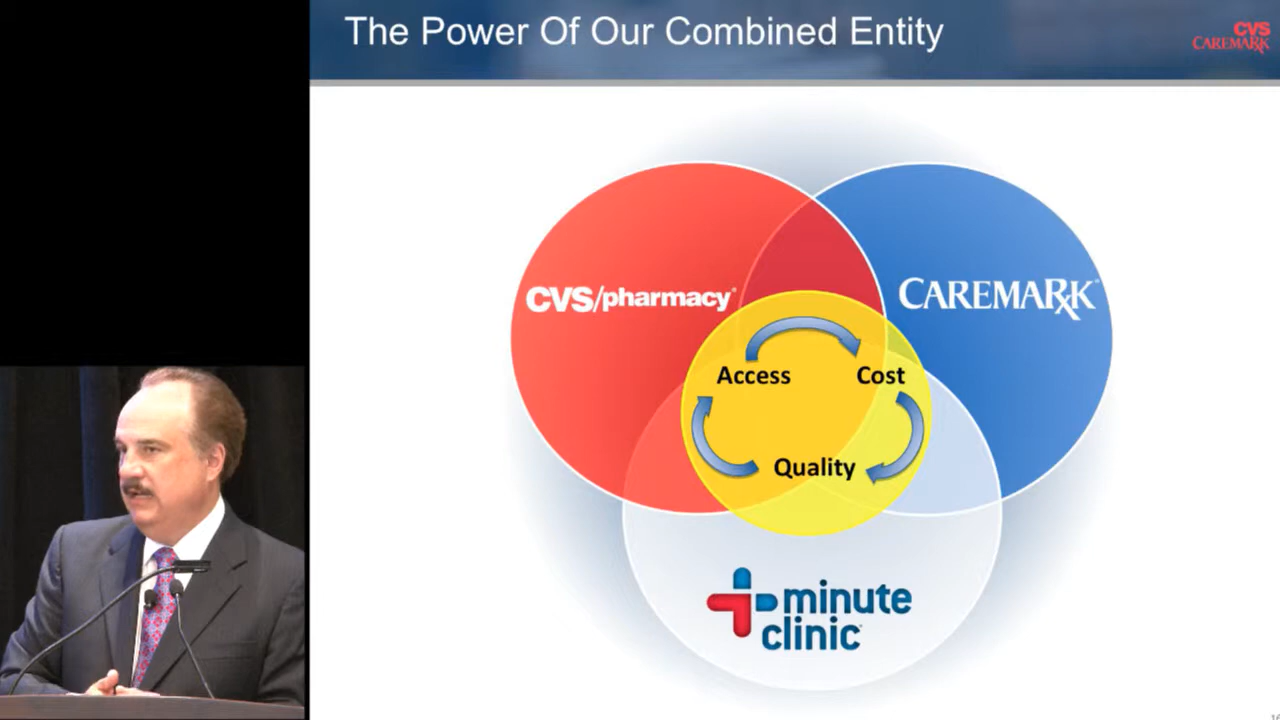 The Power Of Our Combined Entity
CVS
CAREMARK
CVS/pharmacy
CAREMARK
Access Cost
Quality
minute
clinic